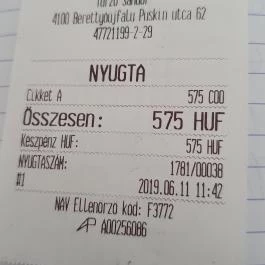 4100 Berettyóújfalu Puskin utca 62
47721199-2-29
NYUGTA
Cikket A 575 C00
Összesen: 575 HUF
Készpénz HUF: 575 HUF
NYUGTASZÁM: 1781/00038
#1 2019.06.11 11:42
NAV Ellenőrző kód: F3772
AP A00256086